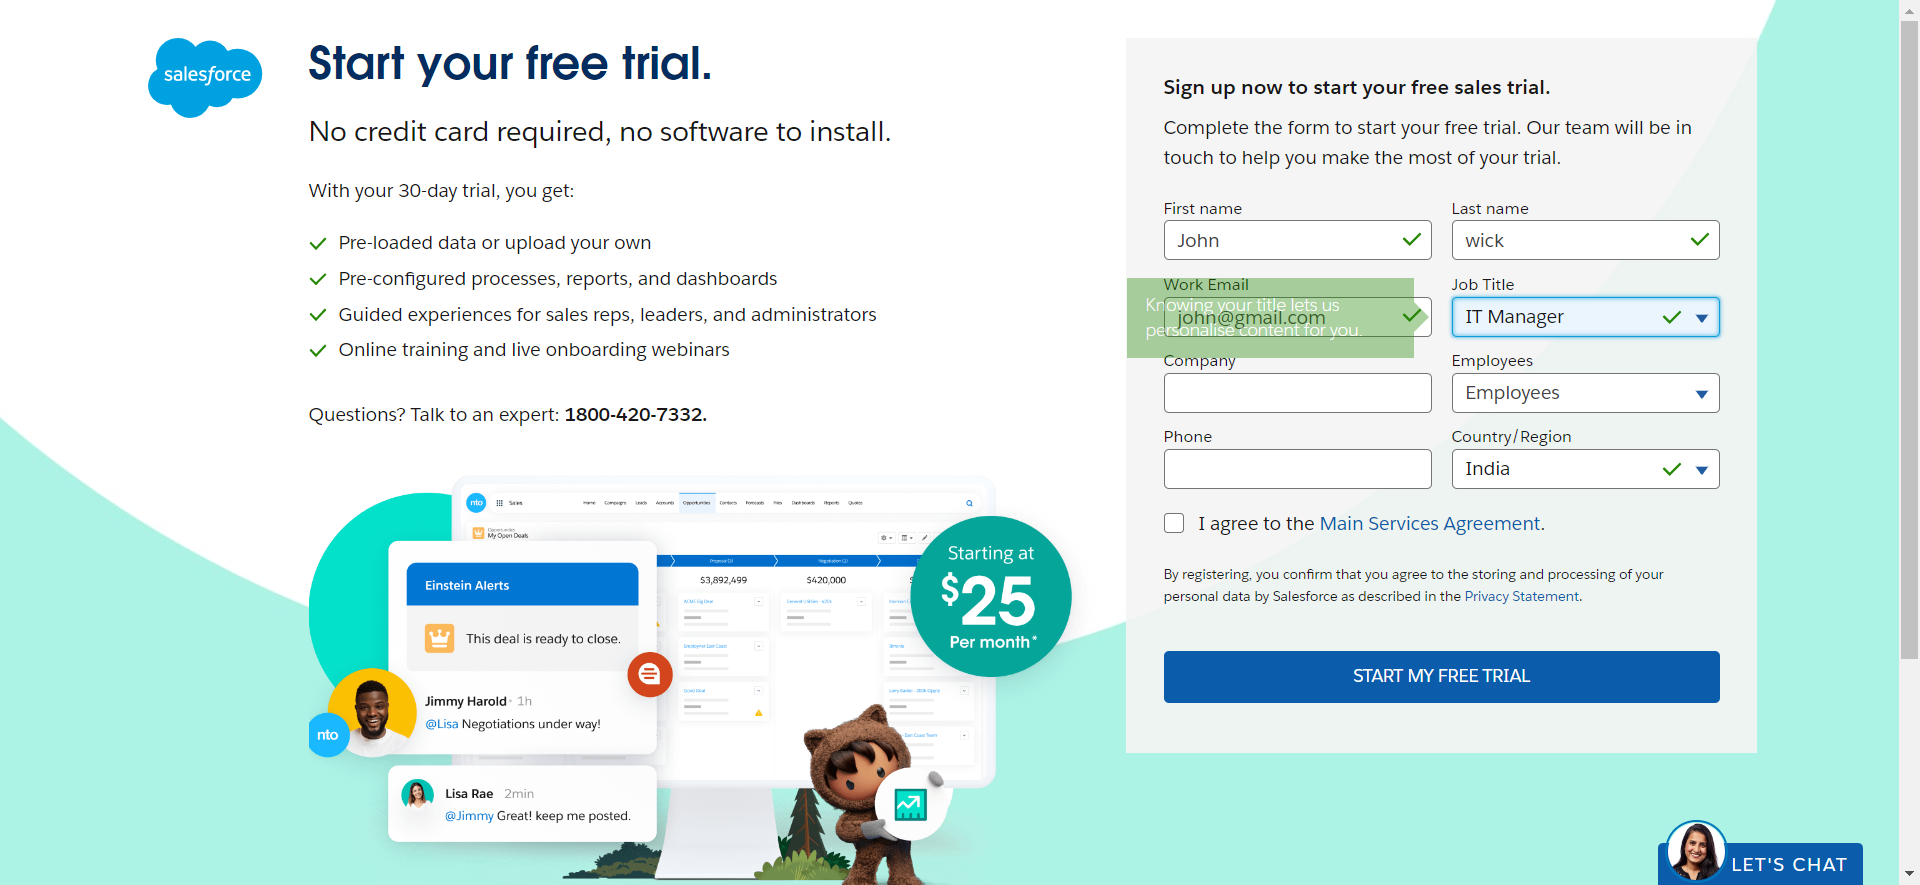 salesforce
Start your free trial.
No credit card required, no software to install.
With your 30-day trial, you get:
Pre-loaded data or upload your own
Pre-configured processes, reports, and dashboards
Guided experiences for sales reps, leaders, and administrators
Online training and live onboarding webinars
Questions? Talk to an expert: 1800-420-7332.
nto
Sales
Home Campaigns Leads Accounts Opportunities Contacts Forecasts Files Dashboards Reports Quotes
Opportunities
My Open Deals
$3,892,499
$420,000
Starting at
$25
Per month*
Einstein Alerts
This deal is ready to close.
Jimmy Harold · 1h
@Lisa Negotiations under way!
nto
Lisa Rae 2min
@Jimmy Great! keep me posted.
Sign up now to start your free sales trial.
Complete the form to start your free trial. Our team will be in
touch to help you make the most of your trial.
First name
Last name
John
wick
Work Email
Job Title
Knowing your title lets us
personalise content for you.
john@gmail.com
IT Manager
Company
Employees
Employees
Phone
Country/Region
India
I agree to the Main Services Agreement.
By registering, you confirm that you agree to the storing and processing of your
personal data by Salesforce as described in the Privacy Statement.
START MY FREE TRIAL
LET'S CHAT